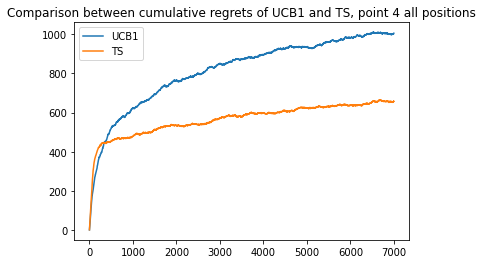 Comparison between cumulative regrets of UCB1 and TS, point 4 all positions
UCB1
TS
1000
800
600
400
200
0
0 1000 2000 3000 4000 5000 6000 7000